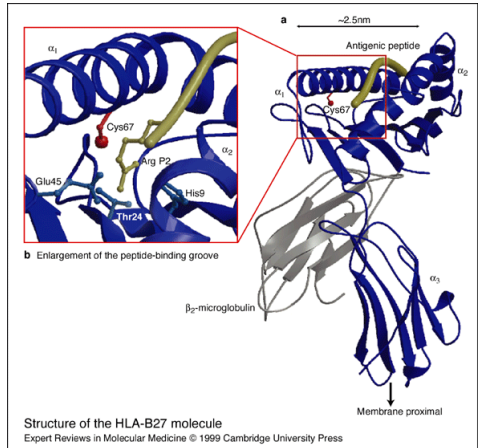 a
~2.5nm
Antigenic peptide
α1
α2
Cys67
α1
Cys67
α2
Arg P2
Glu45
His9
Thr24
b Enlargement of the peptide-binding groove
β2-microglobulin
α3
Membrane proximal
Structure of the HLA-B27 molecule
Expert Reviews in Molecular Medicine © 1999 Cambridge University Press